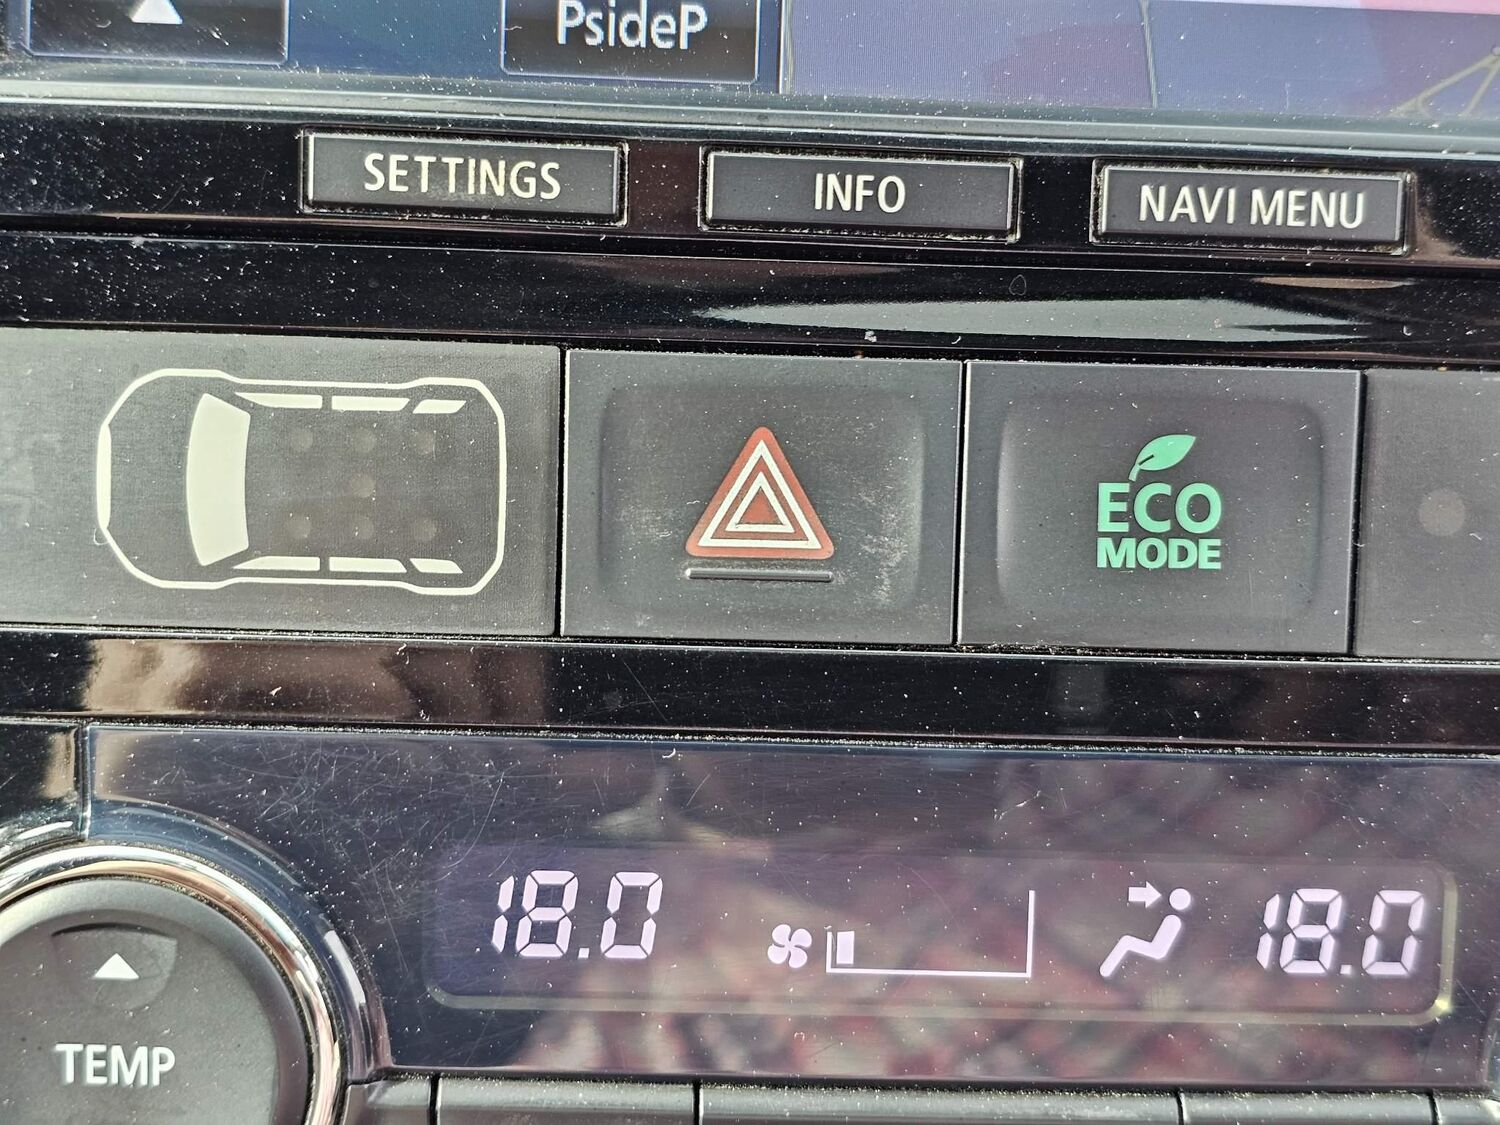 PsideP
SETTINGS
INFO
NAVI MENU
ECO
MODE
18.0
18.0
TEMP